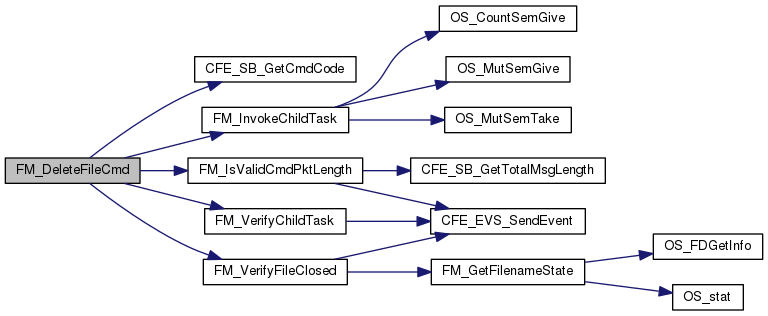 OS_CountSemGive
CFE_SB_GetCmdCode
OS_MutSemGive
FM_InvokeChildTask
OS_MutSemTake
FM_DeleteFileCmd
FM_IsValidCmdPktLength
CFE_SB_GetTotalMsgLength
FM_VerifyChildTask
CFE_EVS_SendEvent
OS_FDGetInfo
FM_VerifyFileClosed
FM_GetFilenameState
OS_stat